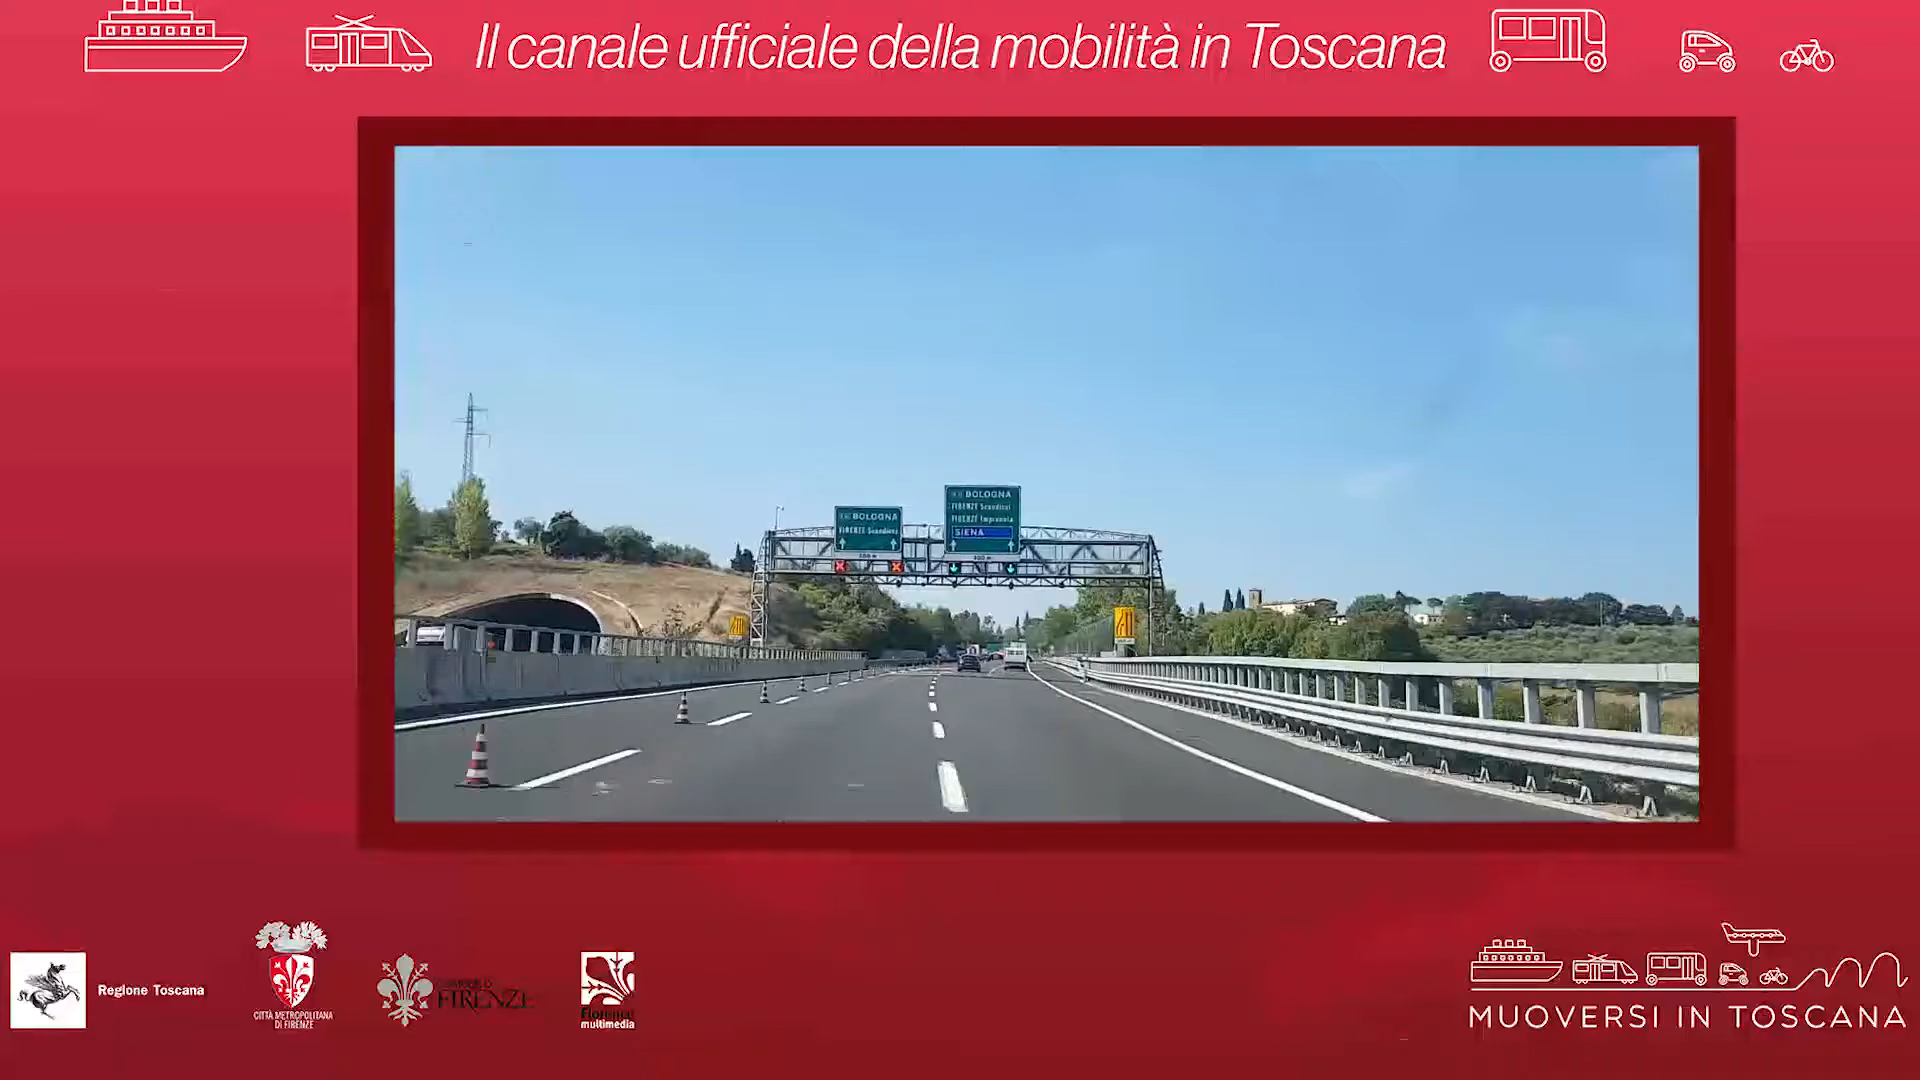 Il canale ufficiale della mobilità in Toscana
BOLOGNA
FIRENZE Scandicci
BOLOGNA
FIRENZE Scandicci
FIRENZE Impruneta
SIENA
Regione Toscana
CITTÀ METROPOLITANA
DI FIRENZE
FIRENZE
Florence
multimedia
MUOVERSI IN TOSCANA